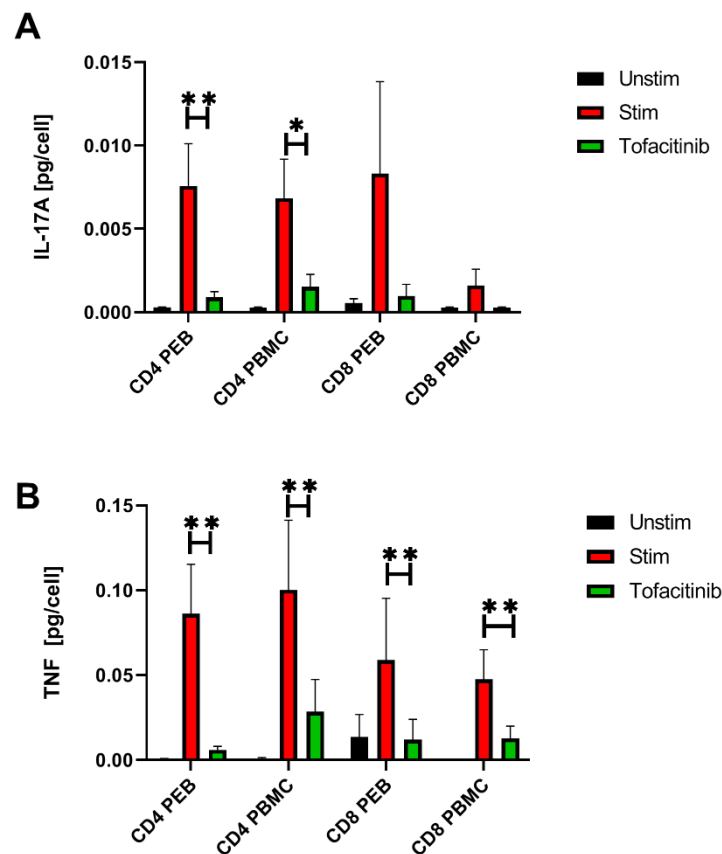 A
0.015
0.010
0.005
0.000
IL-17A [pg/cell]
**
*
CD4 PEB
CD4 PBMC
CD8 PEB
CD8 PBMC
Unstim
Stim
Tofacitinib
B
0.15
0.10
0.05
0.00
TNF [pg/cell]
**
**
**
**
CD4 PEB
CD4 PBMC
CD8 PEB
CD8 PBMC
Unstim
Stim
Tofacitinib